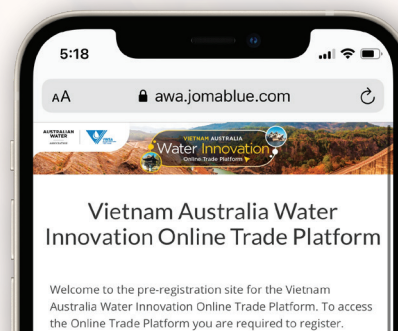 5:18
AA
awa.jomablue.com
AUSTRALIAN
WATER
VIETNAM AUSTRALIA
Water Innovation
Online Trade Platform
Vietnam Australia Water
Innovation Online Trade Platform
Welcome to the pre-registration site for the Vietnam
Australia Water Innovation Online Trade Platform. To access
the Online Trade Platform you are required to register.